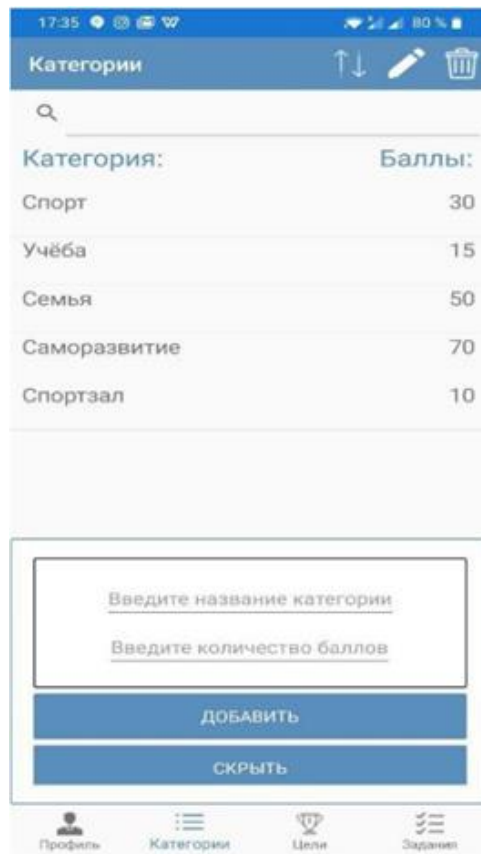 17:35 80 %
Категории
Категория: Баллы:
Спорт 30
Учёба 15
Семья 50
Саморазвитие 70
Спортзал 10
Введите название категории
Введите количество баллов
ДОБАВИТЬ
СКРЫТЬ
Профиль Категории Цели Задания